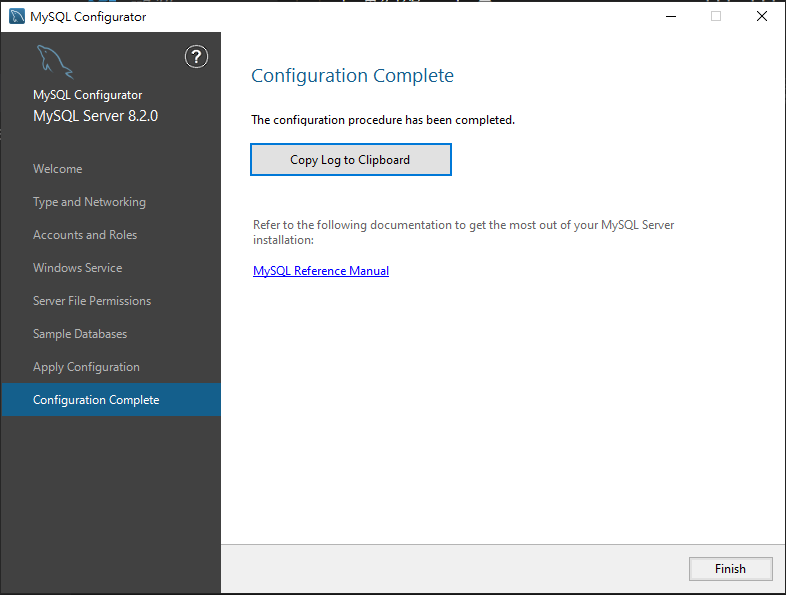 MySQL Configurator
?
MySQL Configurator
MySQL Server 8.2.0
Welcome
Type and Networking
Accounts and Roles
Windows Service
Server File Permissions
Sample Databases
Apply Configuration
Configuration Complete
Configuration Complete
The configuration procedure has been completed.
Copy Log to Clipboard
Refer to the following documentation to get the most out of your MySQL Server
installation:
MySQL Reference Manual
Finish